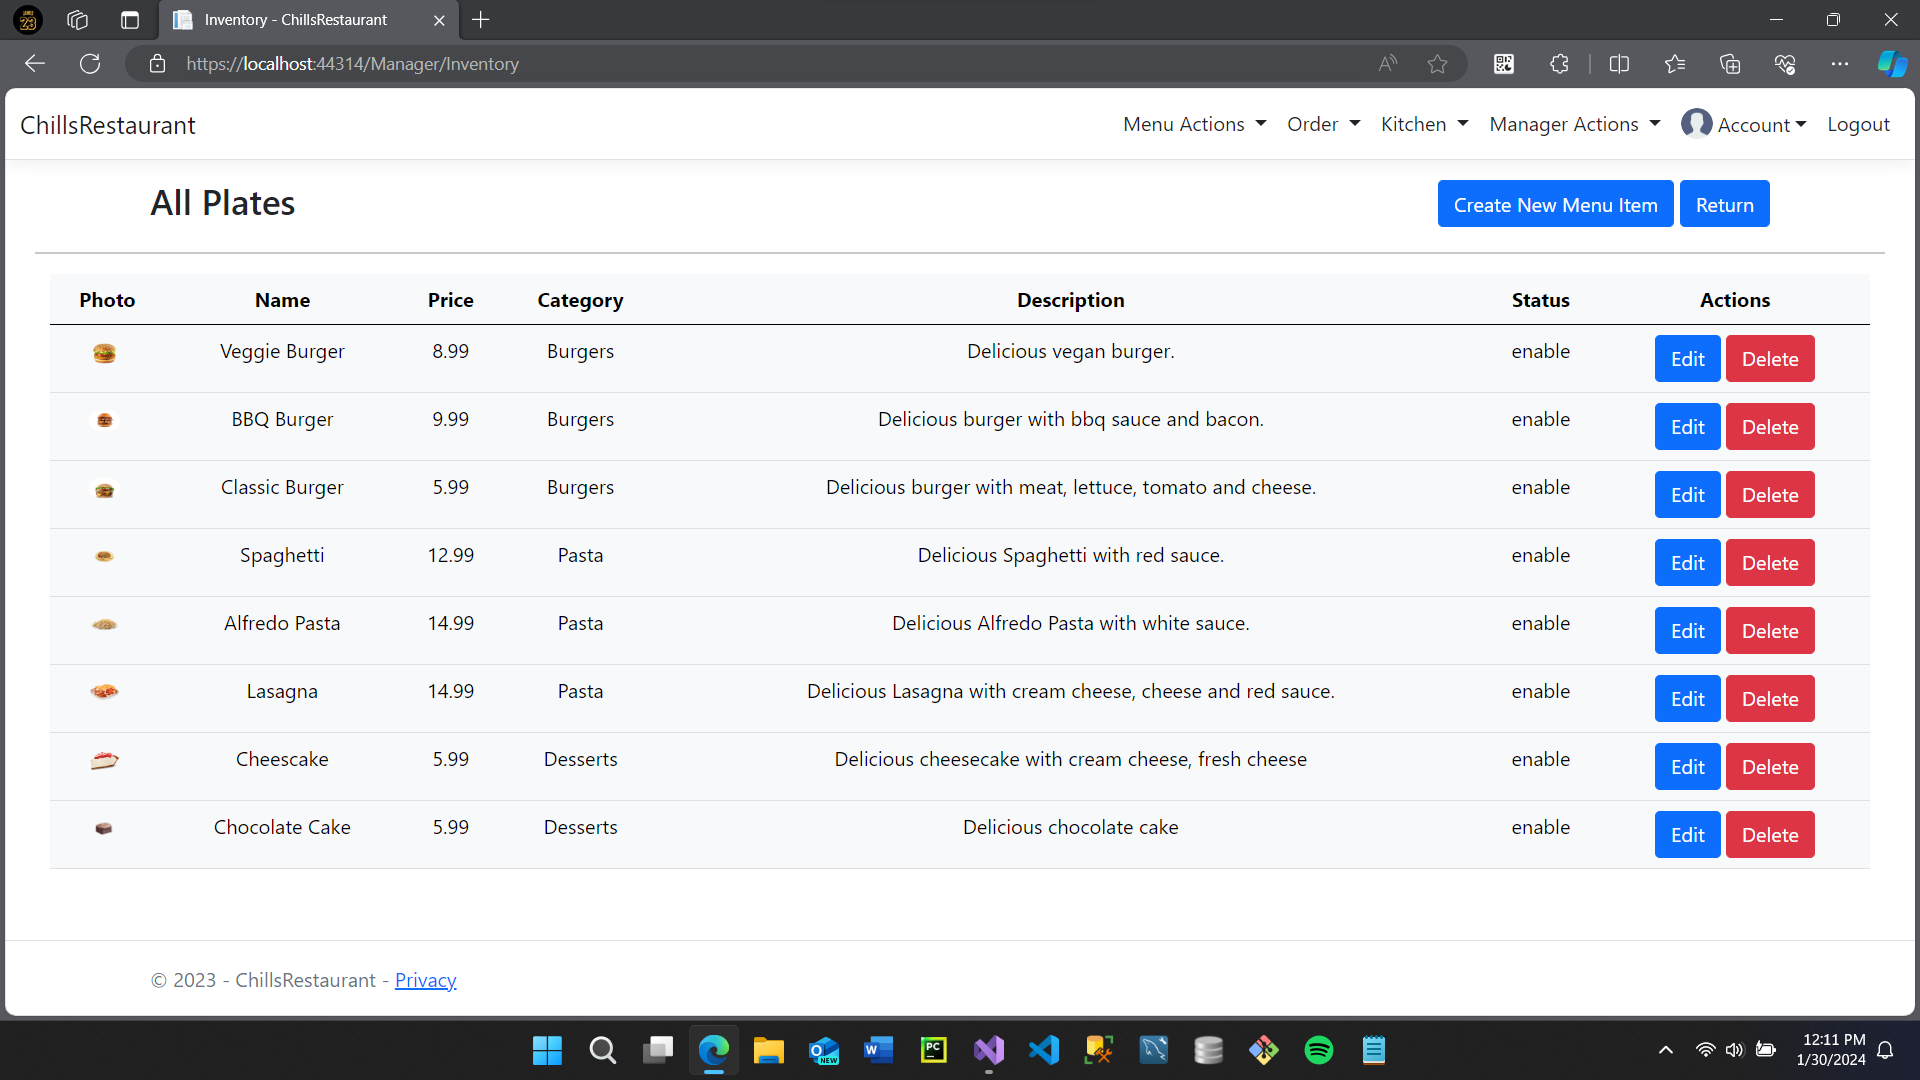 Inventory - ChillsRestaurant
https://localhost:44314/Manager/Inventory
ChillsRestaurant Menu Actions Order Kitchen Manager Actions Account Logout
All Plates Create New Menu Item Return
Photo Name Price Category Description Status Actions
Veggie Burger 8.99 Burgers Delicious vegan burger. enable Edit Delete
BBQ Burger 9.99 Burgers Delicious burger with bbq sauce and bacon. enable Edit Delete
Classic Burger 5.99 Burgers Delicious burger with meat, lettuce, tomato and cheese. enable Edit Delete
Spaghetti 12.99 Pasta Delicious Spaghetti with red sauce. enable Edit Delete
Alfredo Pasta 14.99 Pasta Delicious Alfredo Pasta with white sauce. enable Edit Delete
Lasagna 14.99 Pasta Delicious Lasagna with cream cheese, cheese and red sauce. enable Edit Delete
Cheescake 5.99 Desserts Delicious cheesecake with cream cheese, fresh cheese enable Edit Delete
Chocolate Cake 5.99 Desserts Delicious chocolate cake enable Edit Delete
© 2023 - ChillsRestaurant - Privacy
12:11 PM
1/30/2024